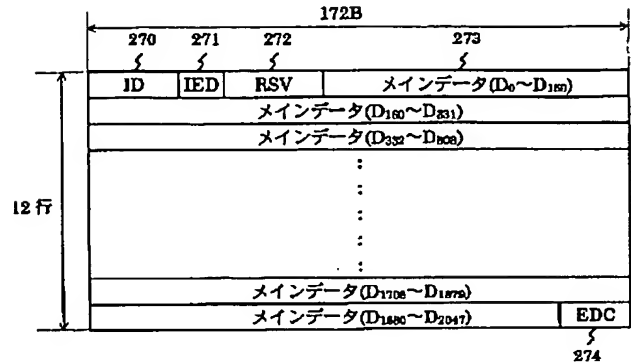 172B
270 271 272 273
ID IED RSV メインデータ(D₀～D₁₅₉)
メインデータ(D₁₆₀～D₃₃₁)
メインデータ(D₃₃₂～D₅₀₃)
12行
メインデータ(D₁₇₀₈～D₁₈₇₉)
メインデータ(D₁₈₈₀～D₂₀₄₇) EDC
274